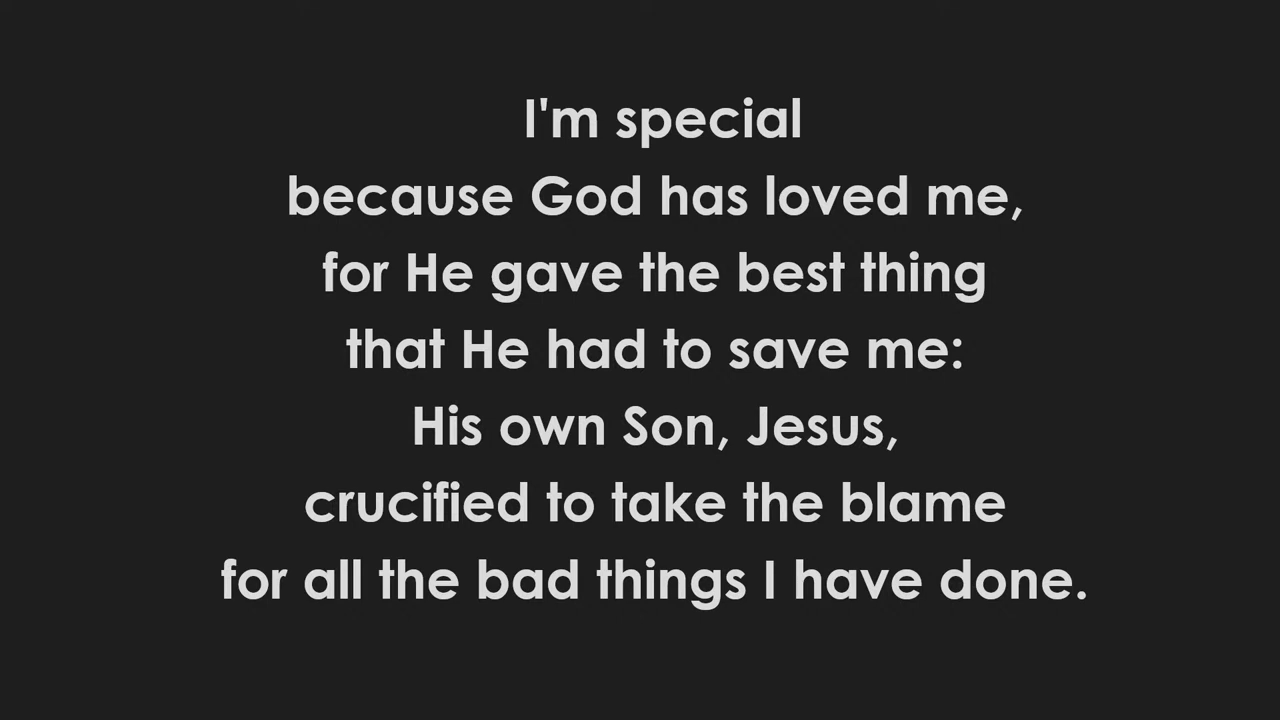 I'm special
because God has loved me,
for He gave the best thing
that He had to save me:
His own Son, Jesus,
crucified to take the blame
for all the bad things I have done.